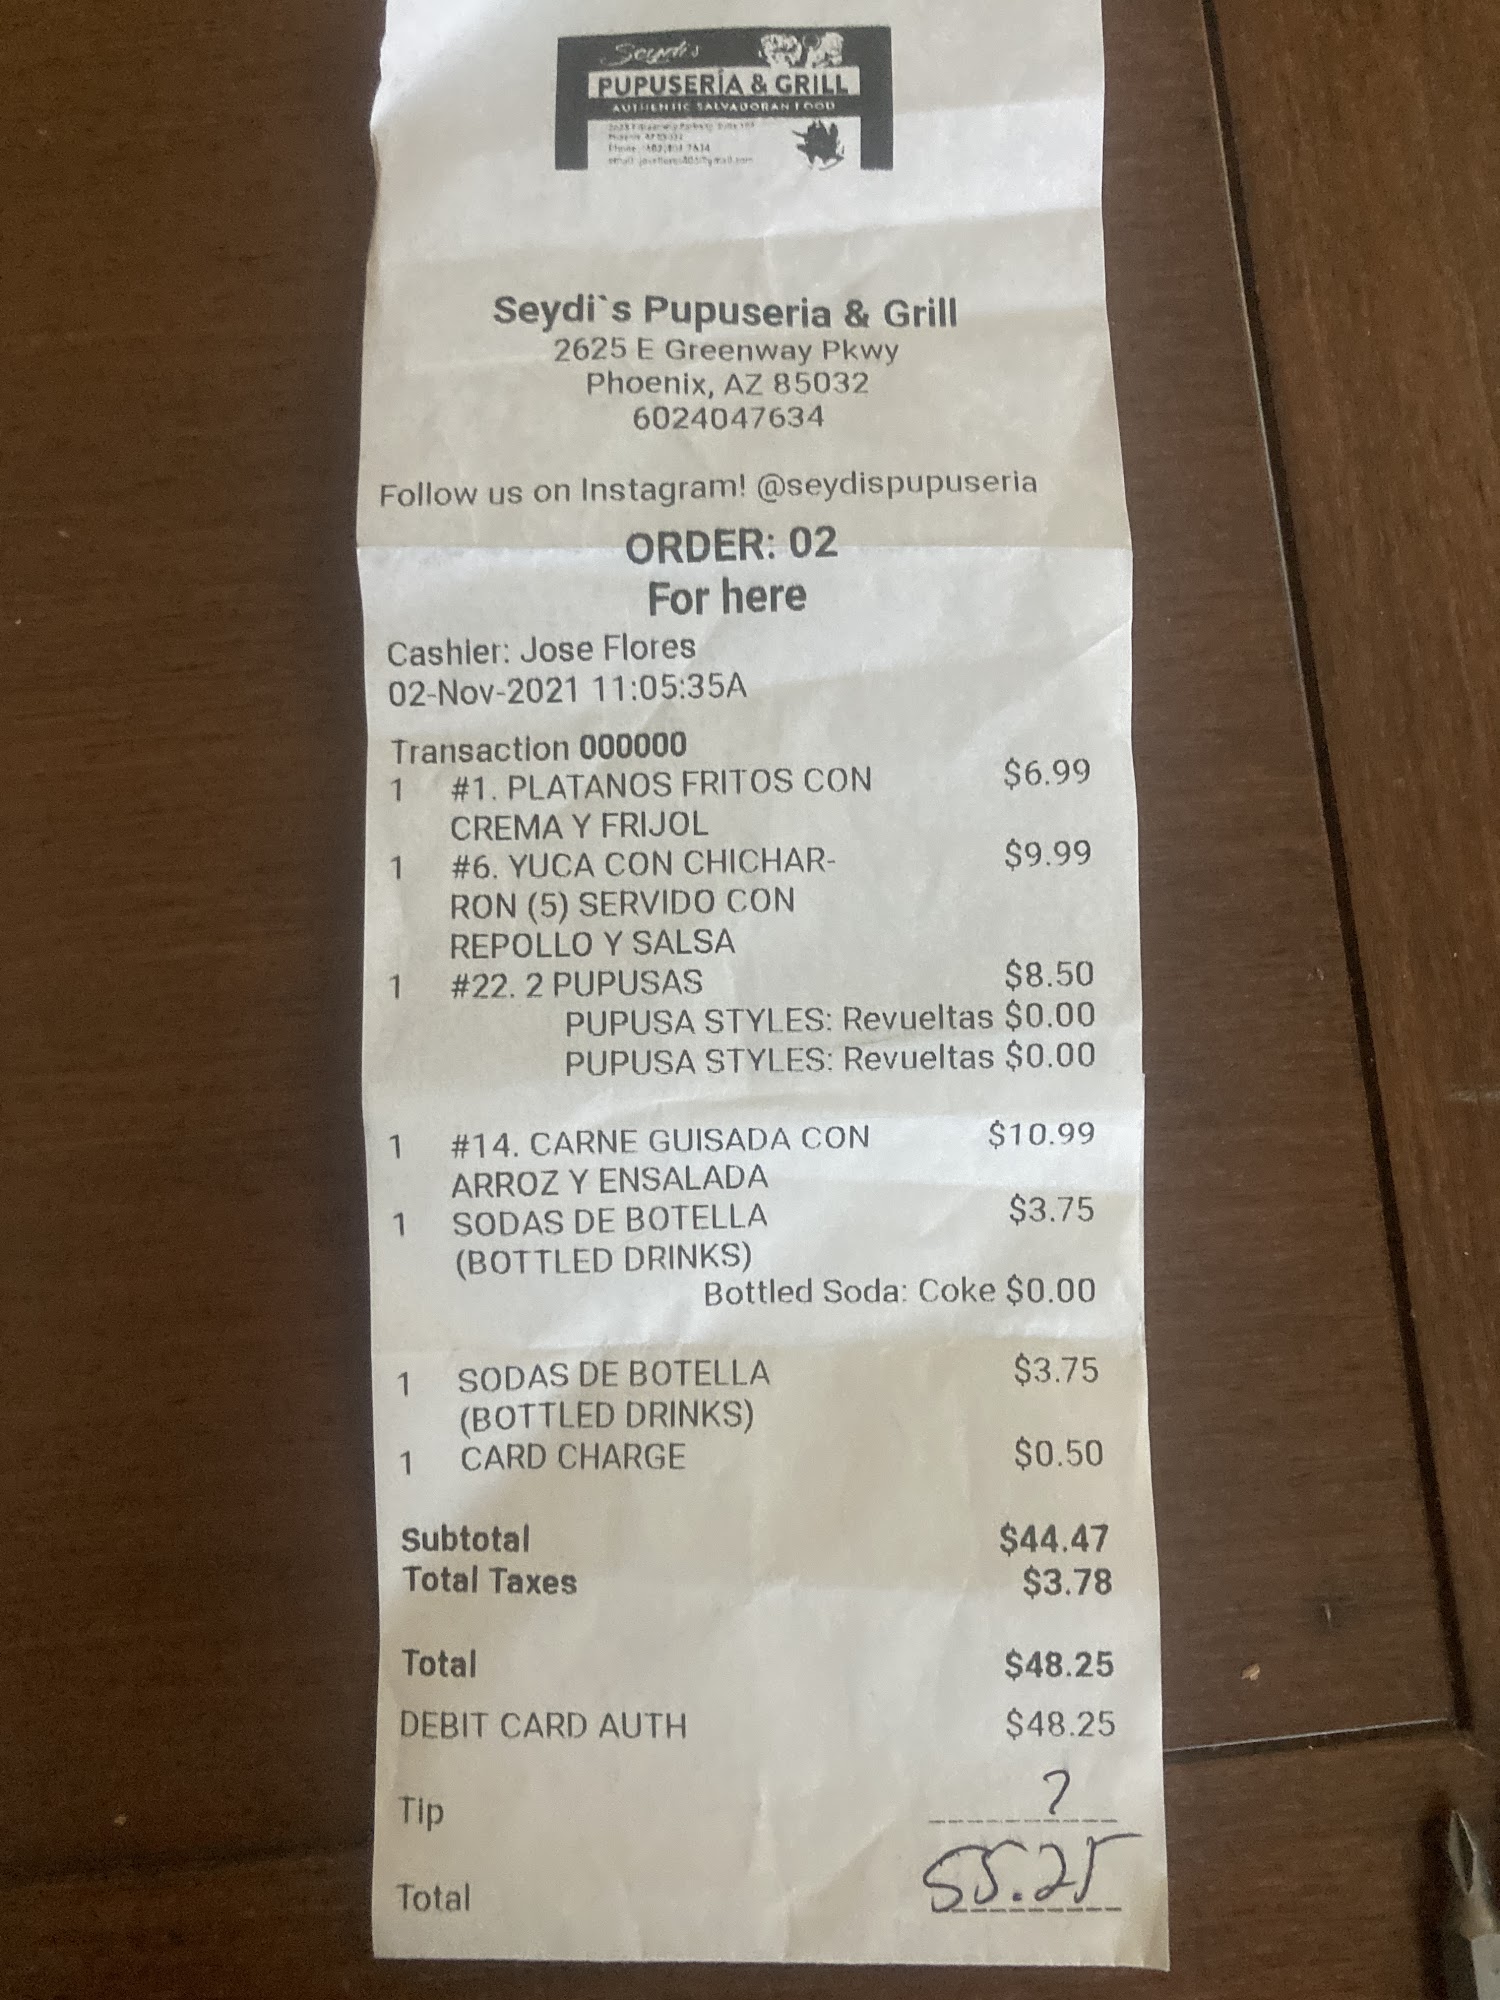 Seydi's
PUPUSERÍA & GRILL
AUTHENTIC SALVADORAN FOOD
Seydi`s Pupuseria & Grill
2625 E Greenway Pkwy
Phoenix, AZ 85032
6024047634
Follow us on Instagram! @seydispupuseria
ORDER: 02
For here
Cashier: Jose Flores
02-Nov-2021 11:05:35A
Transaction 000000
1 #1. PLATANOS FRITOS CON $6.99
CREMA Y FRIJOL
1 #6. YUCA CON CHICHAR- $9.99
RON (5) SERVIDO CON
REPOLLO Y SALSA
1 #22. 2 PUPUSAS $8.50
PUPUSA STYLES: Revueltas $0.00
PUPUSA STYLES: Revueltas $0.00
1 #14. CARNE GUISADA CON $10.99
ARROZ Y ENSALADA
1 SODAS DE BOTELLA $3.75
(BOTTLED DRINKS)
Bottled Soda: Coke $0.00
1 SODAS DE BOTELLA $3.75
(BOTTLED DRINKS)
1 CARD CHARGE $0.50
Subtotal $44.47
Total Taxes $3.78
Total $48.25
DEBIT CARD AUTH $48.25
Tip 7
Total 55.25